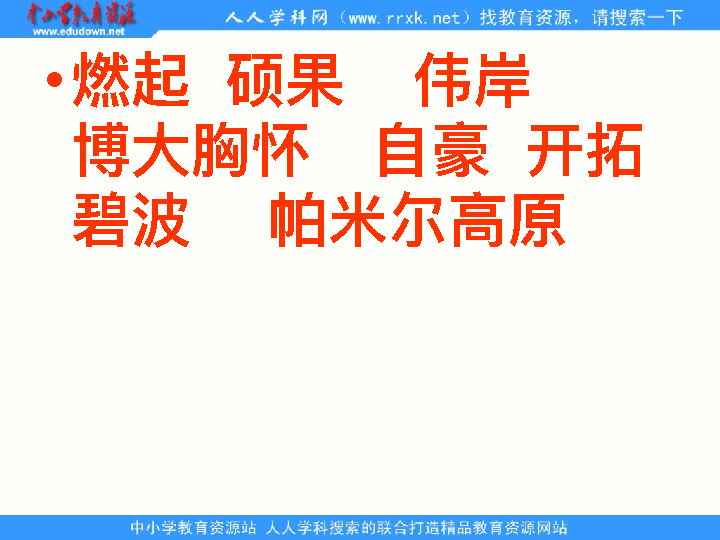 中小学教育资源
www.edudown.net
人人学科网（www.rrxk.net）找教育资源，请搜索一下
•燃起 硕果 伟岸
博大胸怀 自豪 开拓
碧波 帕米尔高原
中小学教育资源站 人人学科搜索的联合打造精品教育资源网站